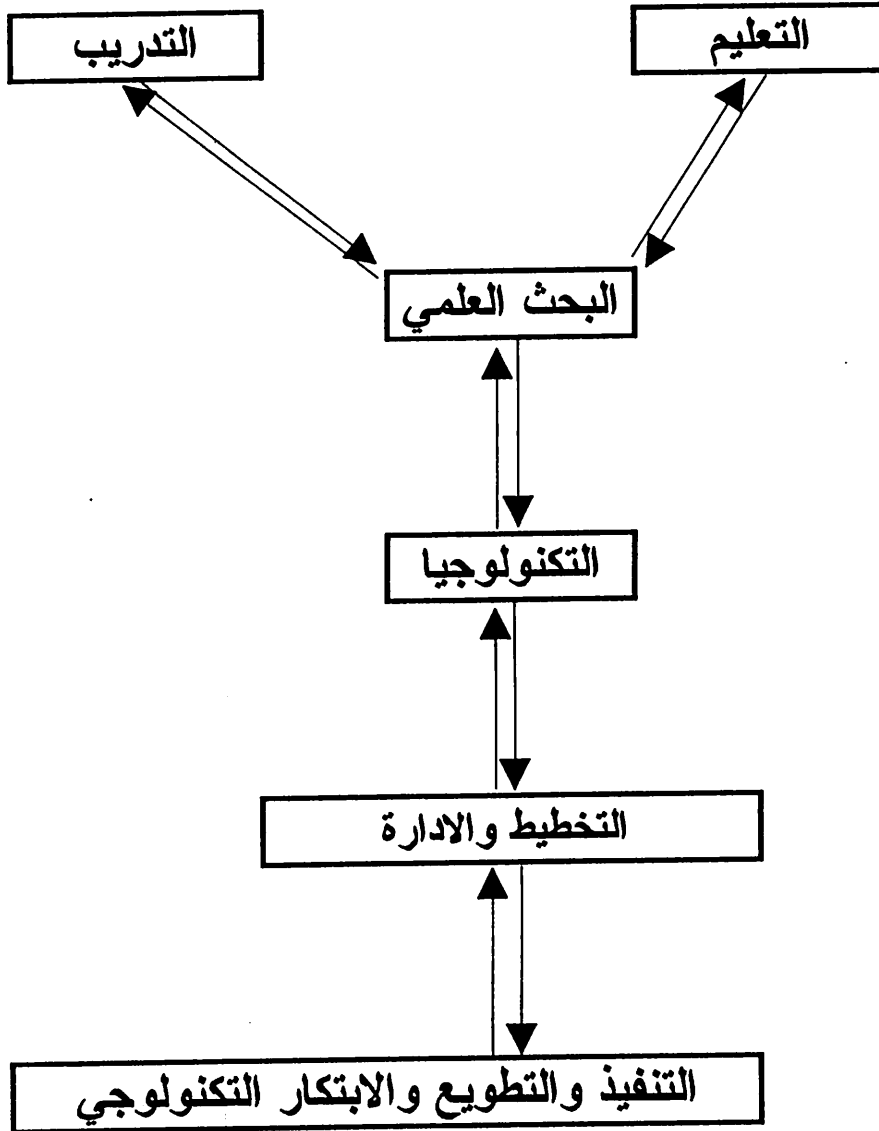 التعليم
التدريب
البحث العلمي
التكنولوجيا
التخطيط والادارة
التنفيذ والتطويع والابتكار التكنولوجي